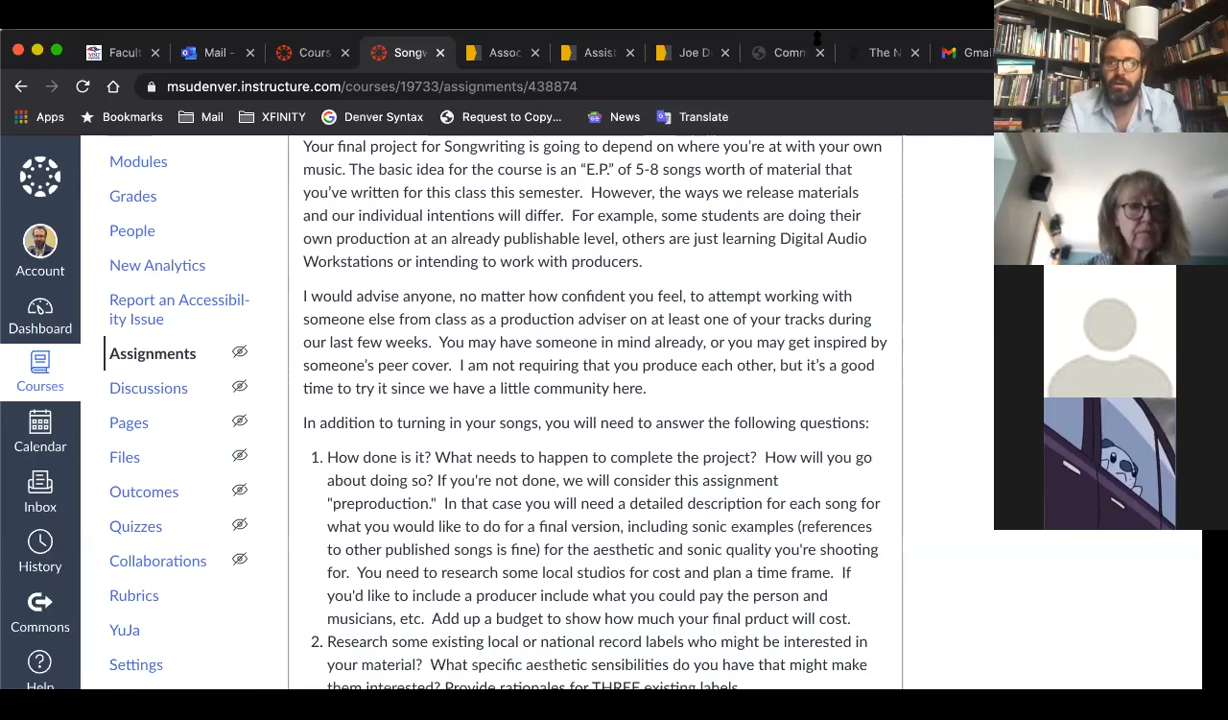 Facult
Mail -
Cours
Songw
Assoc
Assist
Joe D
Comm
The N
Gmai
msudenver.instructure.com/courses/19733/assignments/438874
Apps
Bookmarks
Mail
XFINITY
Denver Syntax
Request to Copy...
News
Translate
Account
Dashboard
Courses
Calendar
Inbox
History
Commons
Help
Modules
Grades
People
New Analytics
Report an Accessibil-
ity Issue
Assignments
Discussions
Pages
Files
Outcomes
Quizzes
Collaborations
Rubrics
YuJa
Settings
Your final project for Songwriting is going to depend on where you're at with your own
music. The basic idea for the course is an “E.P.” of 5-8 songs worth of material that
you've written for this class this semester. However, the ways we release materials
and our individual intentions will differ. For example, some students are doing their
own production at an already publishable level, others are just learning Digital Audio
Workstations or intending to work with producers.
I would advise anyone, no matter how confident you feel, to attempt working with
someone else from class as a production adviser on at least one of your tracks during
our last few weeks. You may have someone in mind already, or you may get inspired by
someone's peer cover. I am not requiring that you produce each other, but it's a good
time to try it since we have a little community here.
In addition to turning in your songs, you will need to answer the following questions:
1. How done is it? What needs to happen to complete the project? How will you go
about doing so? If you're not done, we will consider this assignment
"preproduction." In that case you will need a detailed description for each song for
what you would like to do for a final version, including sonic examples (references
to other published songs is fine) for the aesthetic and sonic quality you're shooting
for. You need to research some local studios for cost and plan a time frame. If
you'd like to include a producer include what you could pay the person and
musicians, etc. Add up a budget to show how much your final prduct will cost.
2. Research some existing local or national record labels who might be interested in
your material? What specific aesthetic sensibilities do you have that might make
them interested? Provide rationales for THREE existing labels.